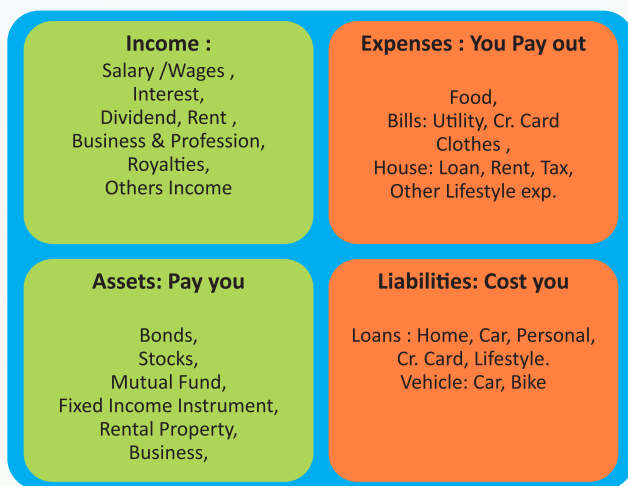 Income :
Salary /Wages ,
Interest,
Dividend, Rent ,
Business & Profession,
Royalties,
Others Income
Expenses : You Pay out
Food,
Bills: Utility, Cr. Card
Clothes ,
House: Loan, Rent, Tax,
Other Lifestyle exp.
Assets: Pay you
Bonds,
Stocks,
Mutual Fund,
Fixed Income Instrument,
Rental Property,
Business,
Liabilities: Cost you
Loans : Home, Car, Personal,
Cr. Card, Lifestyle.
Vehicle: Car, Bike